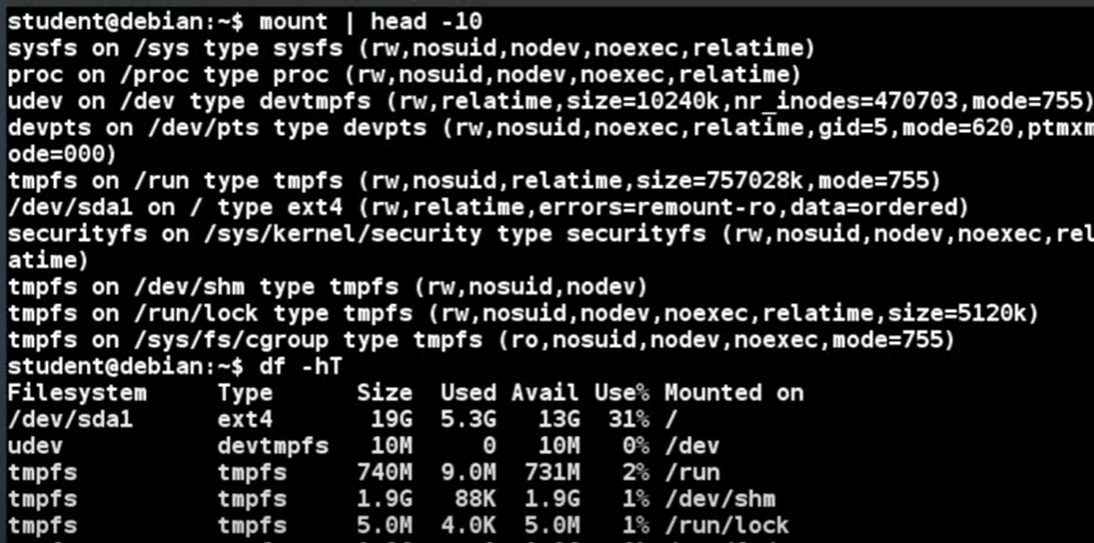 student@debian:~$ mount | head -10
sysfs on /sys type sysfs (rw,nosuid,nodev,noexec,relatime)
proc on /proc type proc (rw,nosuid,nodev,noexec,relatime)
udev on /dev type devtmpfs (rw,relatime,size=10240k,nr_inodes=470703,mode=755)
devpts on /dev/pts type devpts (rw,nosuid,noexec,relatime,gid=5,mode=620,ptmxm
ode=000)
tmpfs on /run type tmpfs (rw,nosuid,relatime,size=757028k,mode=755)
/dev/sda1 on / type ext4 (rw,relatime,errors=remount-ro,data=ordered)
securityfs on /sys/kernel/security type securityfs (rw,nosuid,nodev,noexec,rel
atime)
tmpfs on /dev/shm type tmpfs (rw,nosuid,nodev)
tmpfs on /run/lock type tmpfs (rw,nosuid,nodev,noexec,relatime,size=5120k)
tmpfs on /sys/fs/cgroup type tmpfs (ro,nosuid,nodev,noexec,mode=755)
student@debian:~$ df -hT
Filesystem     Type      Size  Used Avail Use% Mounted on
/dev/sda1      ext4       19G  5.3G   13G  31% /
udev           devtmpfs   10M     0   10M   0% /dev
tmpfs          tmpfs     740M  9.0M  731M   2% /run
tmpfs          tmpfs     1.9G   88K  1.9G   1% /dev/shm
tmpfs          tmpfs     5.0M  4.0K  5.0M   1% /run/lock